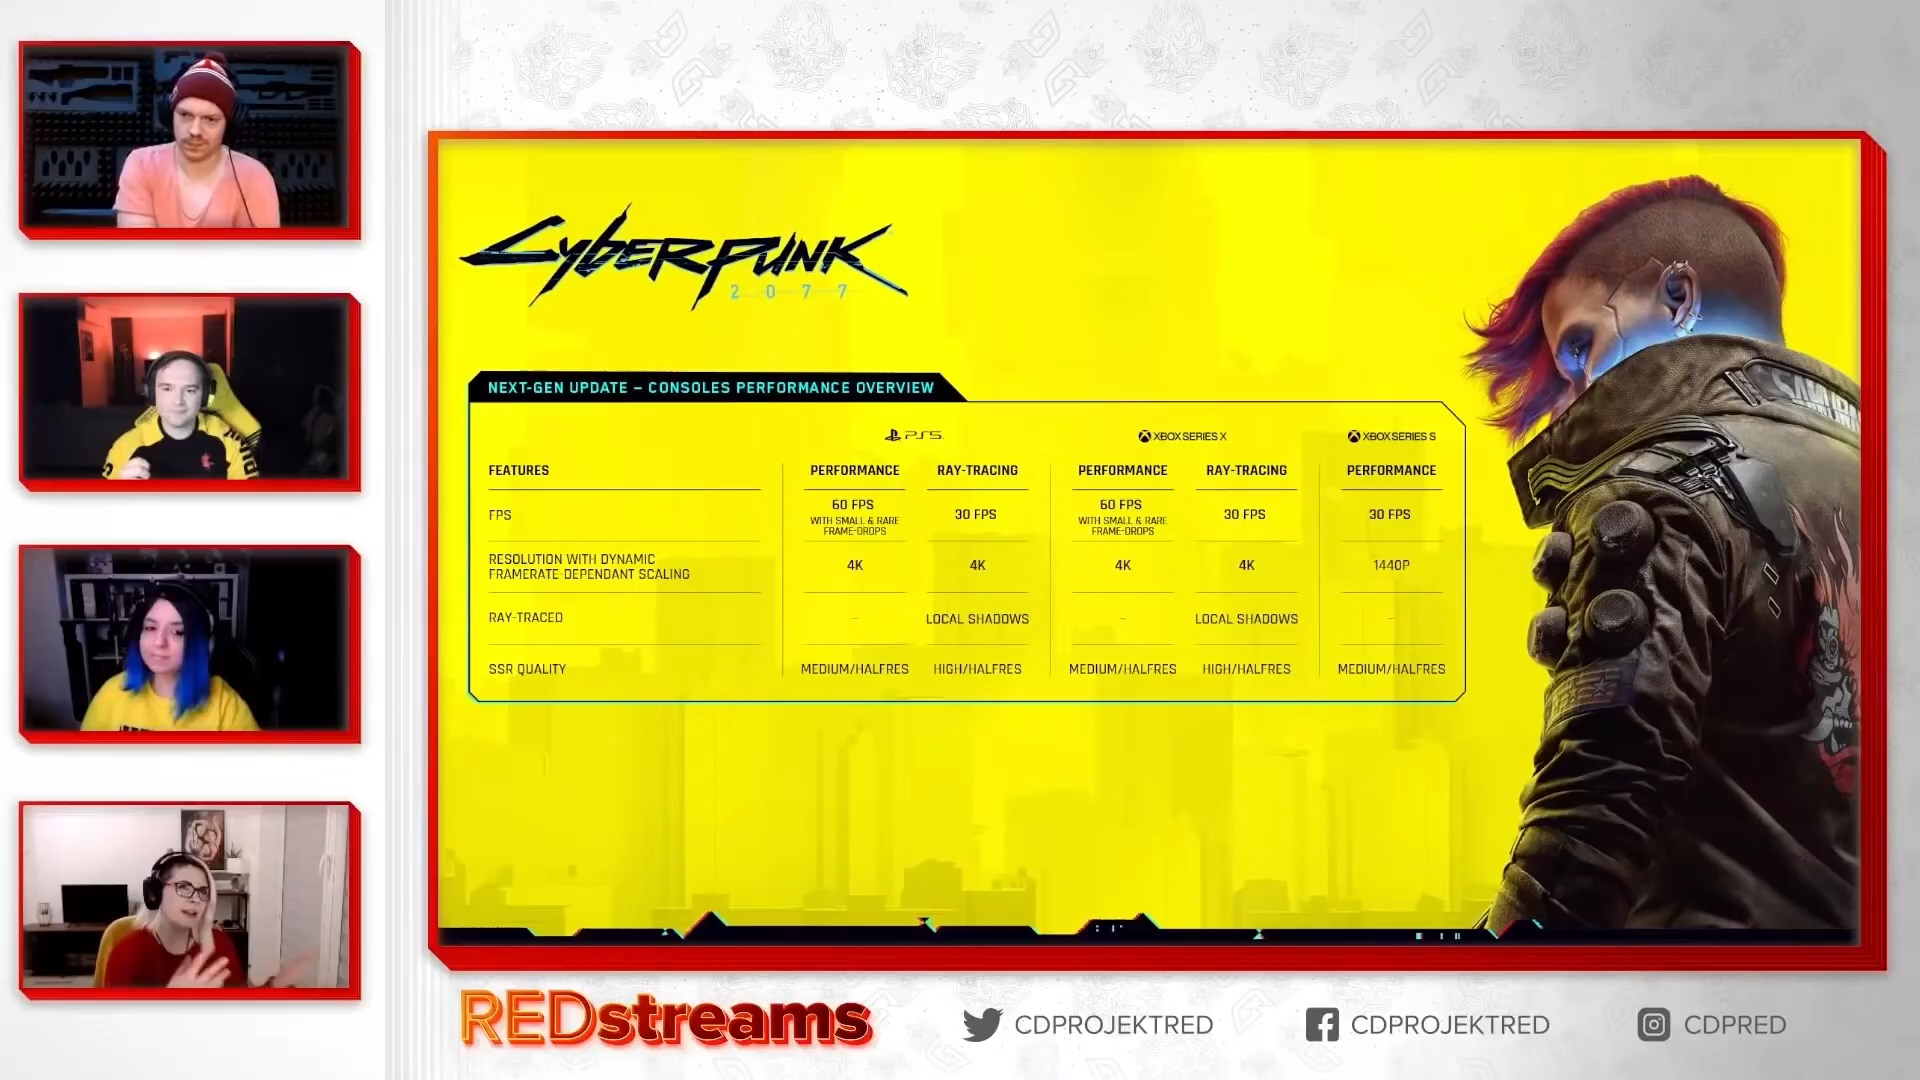 CYBERPUNK
2077
NEXT-GEN UPDATE – CONSOLES PERFORMANCE OVERVIEW
PS5 XBOX SERIES X XBOX SERIES S
FEATURES PERFORMANCE RAY-TRACING PERFORMANCE RAY-TRACING PERFORMANCE
FPS 60 FPS WITH SMALL & RARE FRAME-DROPS 30 FPS 60 FPS WITH SMALL & RARE FRAME-DROPS 30 FPS 30 FPS
RESOLUTION WITH DYNAMIC
FRAMERATE-DEPENDANT SCALING 4K 4K 4K 4K 1440P
RAY-TRACED – LOCAL SHADOWS – LOCAL SHADOWS –
SSR QUALITY MEDIUM/HALFRES HIGH/HALFRES MEDIUM/HALFRES HIGH/HALFRES MEDIUM/HALFRES
REDstreams CDPROJEKTRED CDPROJEKTRED CDPRED